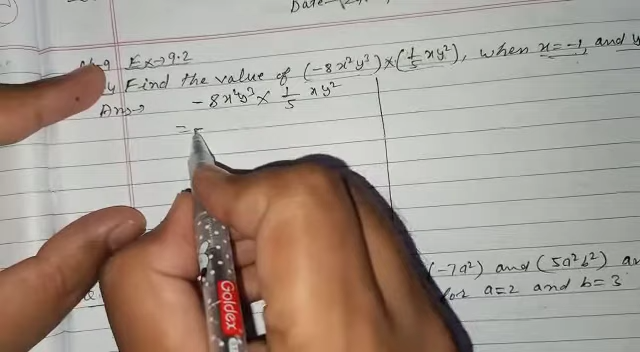 Date
Ex→9.2
Find the value of (-8x²y³)×(1/5 xy²), when x=-1, and y
Ans→ -8x²y³ × 1/5 xy²
=
(-7a²) and (5a²b²)
for a=2 and b=3
Goldex